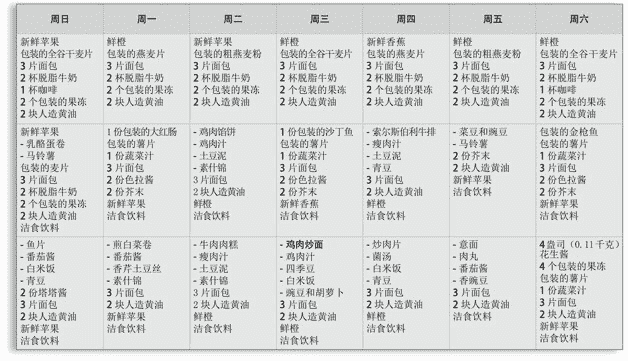 周日 周一 周二 周三 周四 周五 周六
新鲜苹果
包装的全谷干麦片
3 片面包
2 杯脱脂牛奶
1 杯咖啡
2 个包装的果冻
2 块人造黄油
鲜橙
包装的燕麦片
3 片面包
2 杯脱脂牛奶
2 个包装的果冻
2 块人造黄油
新鲜苹果
包装的粗燕麦粉
3 片面包
2 杯脱脂牛奶
2 个包装的果冻
2 块人造黄油
鲜橙
包装的全谷干麦片
3 片面包
2 杯脱脂牛奶
2 个包装的果冻
2 块人造黄油
新鲜香蕉
包装的燕麦片
3 片面包
2 杯脱脂牛奶
2 个包装的果冻
2 块人造黄油
鲜橙
包装的粗燕麦粉
3 片面包
2 杯脱脂牛奶
2 个包装的果冻
2 块人造黄油
鲜橙
包装的全谷干麦片
3 片面包
2 杯脱脂牛奶
1 杯咖啡
2 个包装的果冻
2 块人造黄油
新鲜苹果
- 乳酪蛋卷
- 马铃薯
包装的麦片
3 片面包
2 杯脱脂牛奶
2 个包装的果冻
2 块人造黄油
洁食饮料
1 份包装的大红肠
包装的薯片
1 份蔬菜汁
3 片面包
2 份色拉酱
2 份芥末
新鲜苹果
洁食饮料
- 鸡肉馅饼
- 鸡肉汁
- 土豆泥
- 素什锦
3 片面包
2 块人造黄油
鲜橙
洁食饮料
1 份包装的沙丁鱼
包装的薯片
1 份蔬菜汁
3 片面包
2 份色拉酱
2 份芥末
新鲜香蕉
洁食饮料
- 索尔斯伯利牛排
- 瘦肉汁
- 土豆泥
- 青豆
3 片面包
2 块人造黄油
鲜橙
洁食饮料
- 菜豆和豌豆
- 马铃薯
2 份芥末
2 块人造黄油
新鲜苹果
洁食饮料
包装的金枪鱼
包装的薯片
1 份蔬菜汁
3 片面包
2 份色拉酱
2 份芥末
新鲜苹果
洁食饮料
- 鱼片
- 番茄酱
- 白米饭
- 青豆
2 份塔塔酱
3 片面包
2 块人造黄油
新鲜苹果
洁食饮料
- 煎白菜卷
- 番茄酱
- 香芹土豆丝
- 素什锦
3 片面包
2 块人造黄油
新鲜苹果
洁食饮料
- 牛肉肉糕
- 瘦肉汁
- 土豆泥
- 素什锦
3 片面包
2 块人造黄油
鲜橙
洁食饮料
- 鸡肉炒面
- 鸡肉汁
- 四季豆
- 白米饭
- 豌豆和胡萝卜
3 片面包
2 块人造黄油
鲜橙
洁食饮料
- 炒肉片
- 菌汤
- 白米饭
- 青豆
3 片面包
2 块人造黄油
鲜橙
洁食饮料
- 意面
- 肉丸
- 番茄酱
- 香豌豆
3 片面包
2 块人造黄油
鲜橙
洁食饮料
4 盎司（0.11千克）
花生酱
4 个包装的果冻
包装的薯片
1 份蔬菜汁
3 片面包
2 块人造黄油
新鲜苹果
洁食饮料